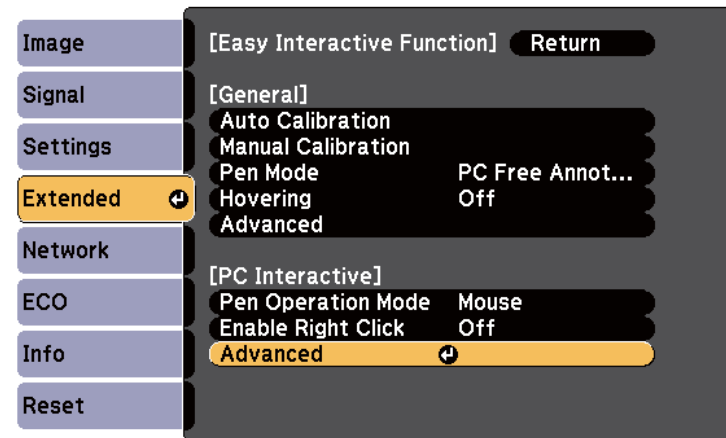 Image
Signal
Settings
Extended
Network
ECO
Info
Reset
[Easy Interactive Function] Return
[General]
Auto Calibration
Manual Calibration
Pen Mode PC Free Annot...
Hovering Off
Advanced
[PC Interactive]
Pen Operation Mode Mouse
Enable Right Click Off
Advanced